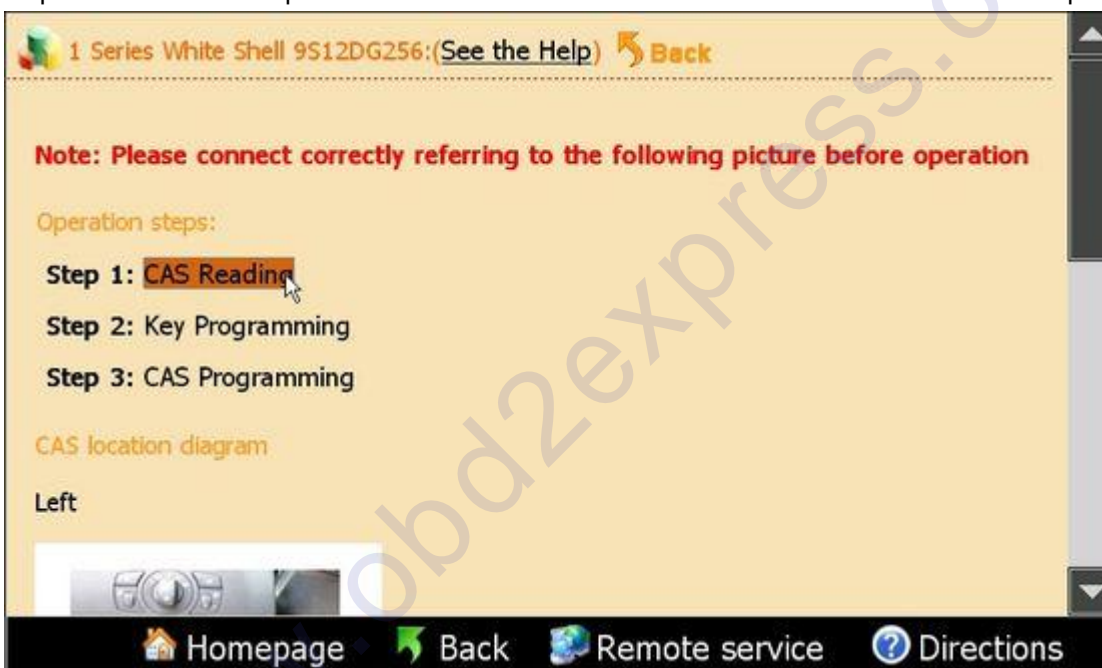 1 Series White Shell 9S12DG256:(See the Help) Back
Note: Please connect correctly referring to the following picture before operation
Operation steps:
Step 1: CAS Reading
Step 2: Key Programming
Step 3: CAS Programming
CAS location diagram
Left
Homepage Back Remote service Directions
obd2express.o